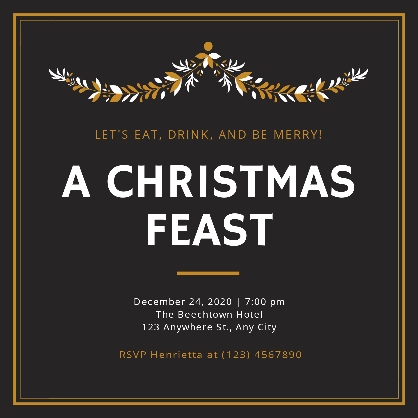 LET'S EAT, DRINK, AND BE MERRY!
A CHRISTMAS
FEAST
December 24, 2020 | 7:00 pm
The Beechtown Hotel
123 Anywhere St., Any City
RSVP Henrietta at (123) 4567890